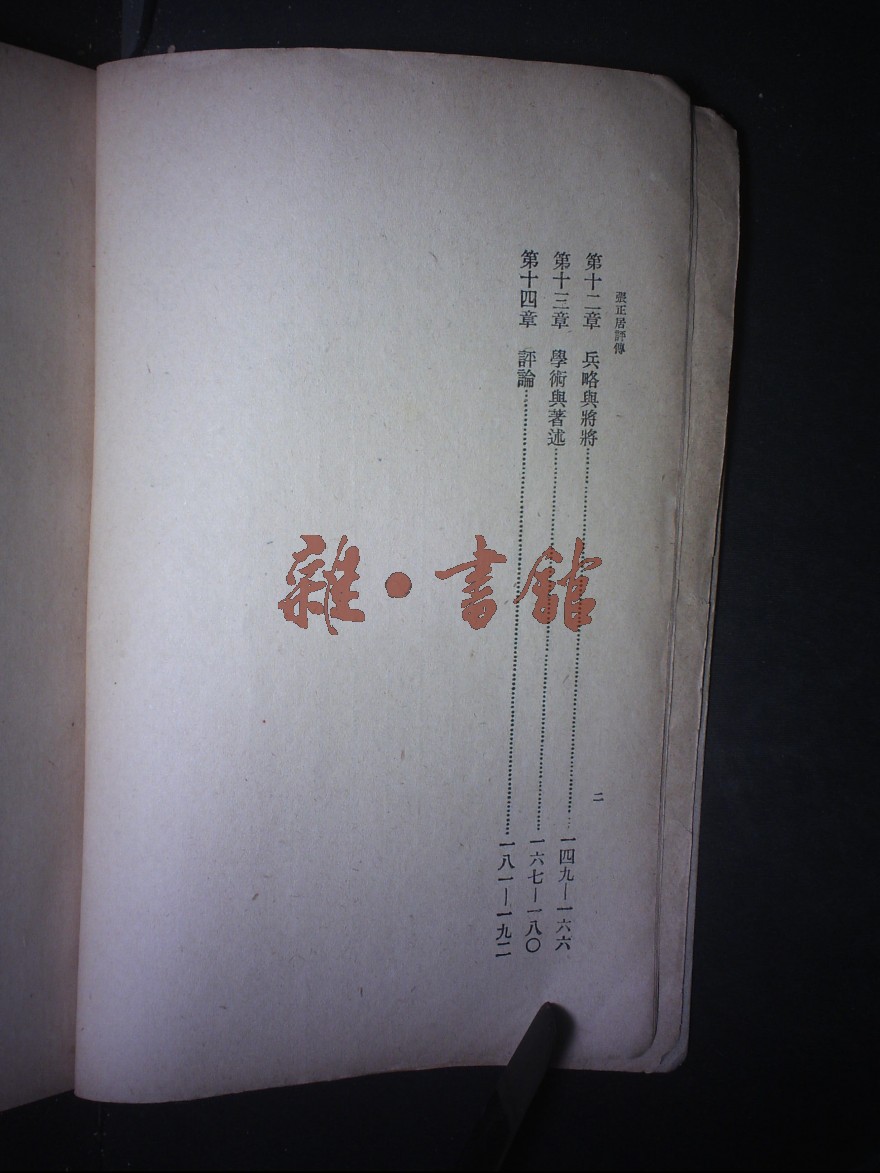 張正居評傳
二
第十二章 兵略與將將……一四九—一六六
第十三章 學術與著述……一六七—一八〇
第十四章 評論……一八一—一九二
雜·書館